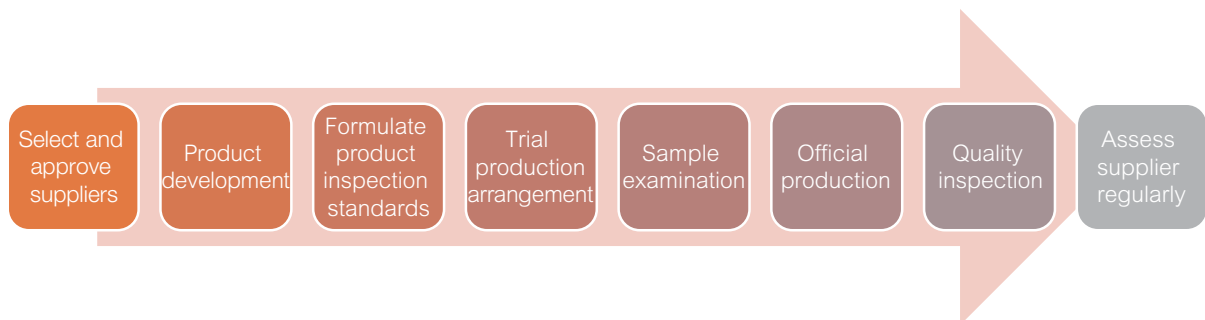 Select and
approve
suppliers
Product
development
Formulate
product
inspection
standards
Trial
production
arrangement
Sample
examination
Official
production
Quality
inspection
Assess
supplier
regularly